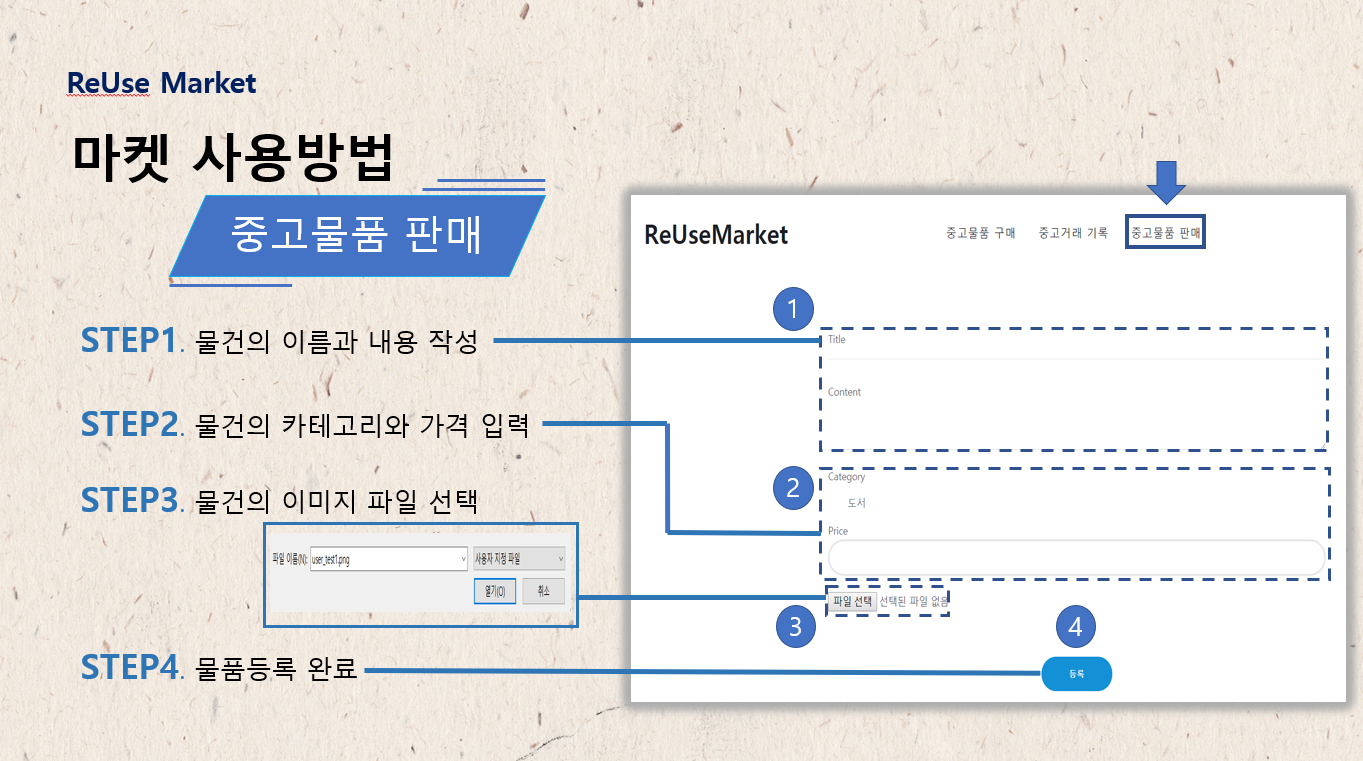 ReUse Market
마켓 사용방법
중고물품 판매
STEP1. 물건의 이름과 내용 작성
STEP2. 물건의 카테고리와 가격 입력
STEP3. 물건의 이미지 파일 선택
파일 이름(N): user_test1.png 사용자 지정 파일
열기(O) 취소
STEP4. 물품등록 완료
ReUseMarket 중고물품 구매 중고거래 기록 중고물품 판매
1
Title
Content
2
Category
도서
Price
파일 선택 선택된 파일 없음
3
4
등록